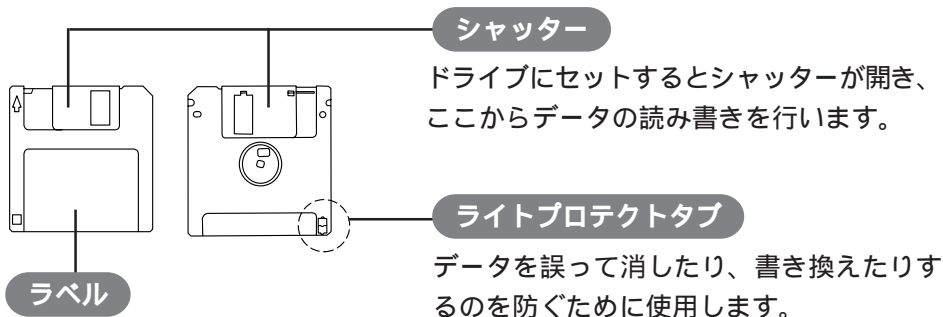 シャッター
ドライブにセットするとシャッターが開き、
ここからデータの読み書きを行います。
ライトプロテクトタブ
データを誤って消したり、書き換えたりす
るのを防ぐために使用します。
ラベル